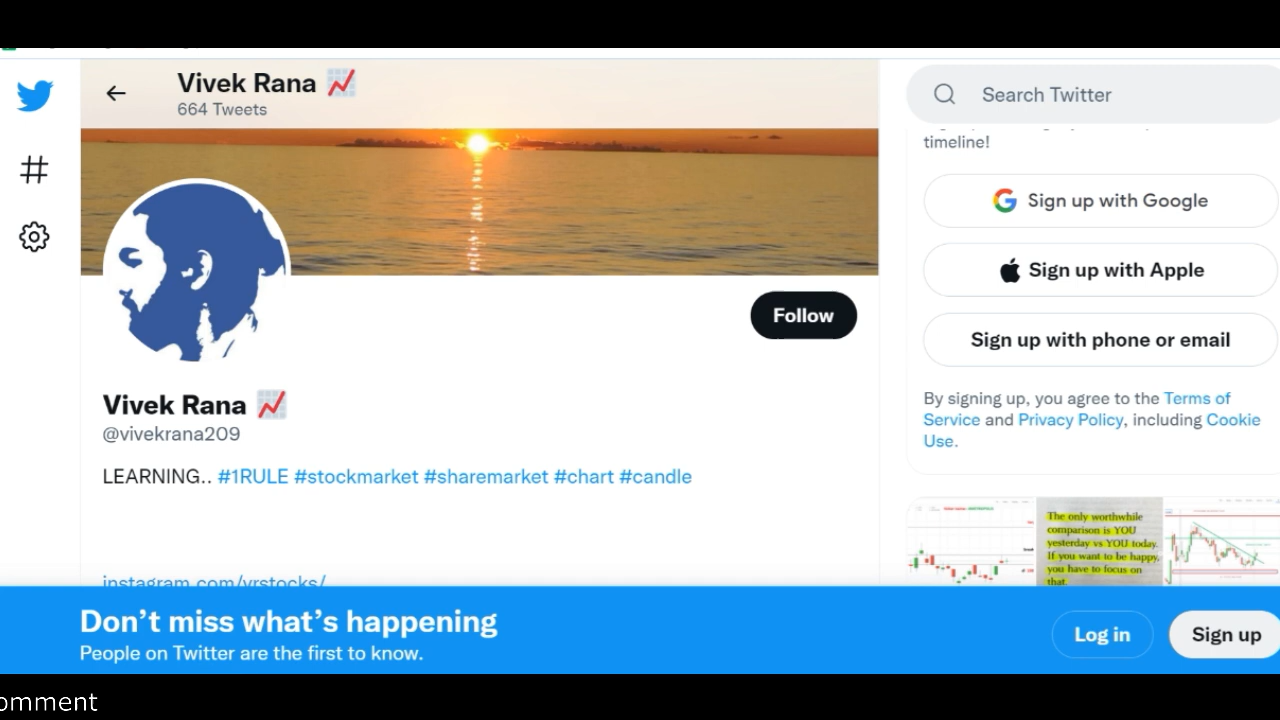 Vivek Rana
664 Tweets
Search Twitter
timeline!
Sign up with Google
Sign up with Apple
Follow
Sign up with phone or email
Vivek Rana
@vivekrana209
By signing up, you agree to the Terms of
Service and Privacy Policy, including Cookie
Use.
LEARNING.. #1RULE #stockmarket #sharemarket #chart #candle
The only worthwhile
comparison is YOU
yesterday vs YOU today.
If you want to be happy,
you have to focus on
that.
instagram.com/vrstocks/
Don’t miss what’s happening
People on Twitter are the first to know.
Log in
Sign up
omment